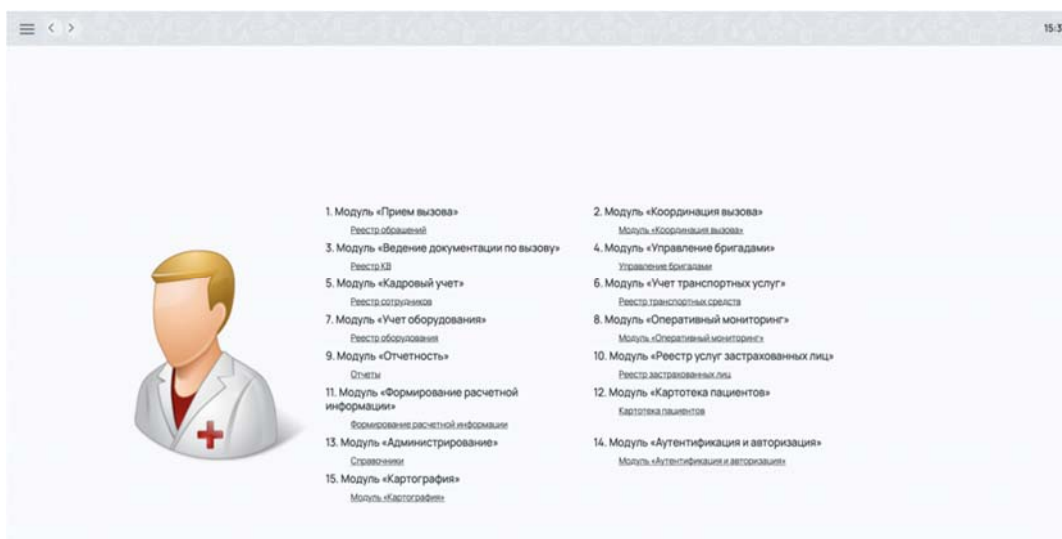 15:3
1. Модуль «Прием вызова»
Реестр обращений
2. Модуль «Координация вызова»
Модуль «Координация вызова»
3. Модуль «Ведение документации по вызову»
Реестр КВ
4. Модуль «Управление бригадами»
Управление бригадами
5. Модуль «Кадровый учет»
Реестр сотрудников
6. Модуль «Учет транспортных услуг»
Реестр транспортных средств
7. Модуль «Учет оборудования»
Реестр оборудования
8. Модуль «Оперативный мониторинг»
Модуль «Оперативный мониторинг»
9. Модуль «Отчетность»
Отчеты
10. Модуль «Реестр услуг застрахованных лиц»
Реестр застрахованных лиц
11. Модуль «Формирование расчетной
информации»
Формирование расчетной информации
12. Модуль «Картотека пациентов»
Картотека пациентов
13. Модуль «Администрирование»
Справочники
14. Модуль «Аутентификация и авторизация»
Модуль «Аутентификация и авторизация»
15. Модуль «Картография»
Модуль «Картография»